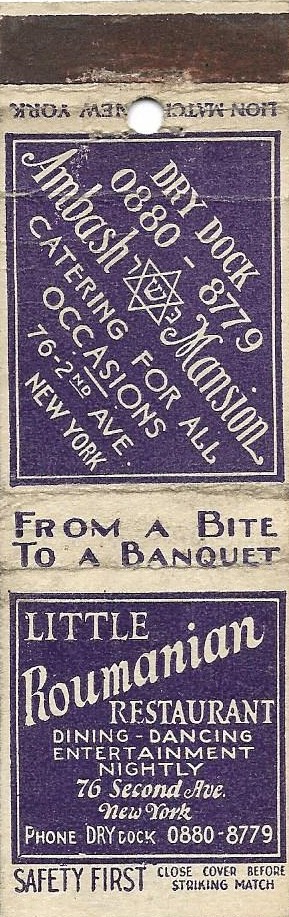 LION MATCH NEW YORK
DRY DOCK
0880 - 8779
Ambash Mansion
כשר
CATERING FOR ALL
OCCASIONS
76-2ND AVE.
NEW YORK
FROM A BITE
TO A BANQUET
LITTLE
Roumanian
RESTAURANT
DINING - DANCING
ENTERTAINMENT
NIGHTLY
76 Second Ave.
New York
PHONE DRY DOCK 0880-8779
SAFETY FIRST CLOSE COVER BEFORE
STRIKING MATCH